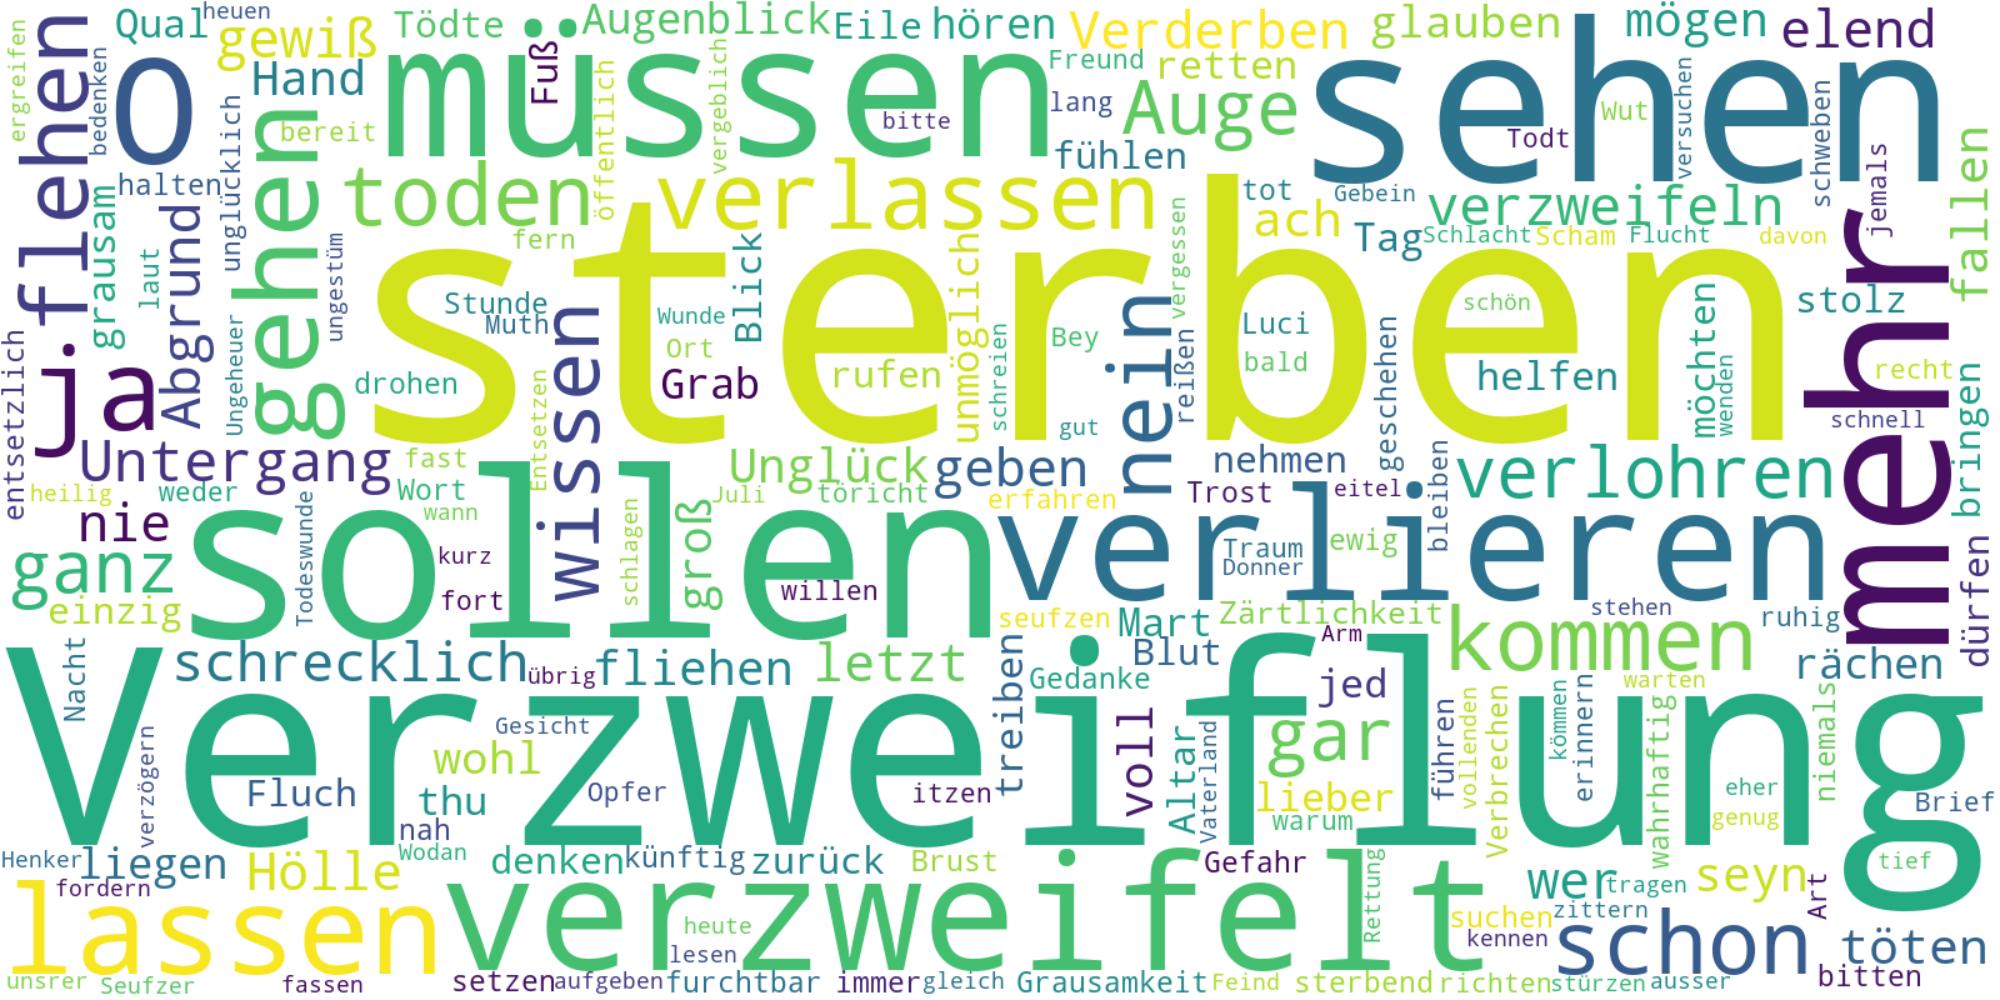 ergreifen
flehen
bedenken
Qual
heuen
gewiß
Tödte
müssen
Fuß
Augenblick
Eile
hören
Verderben
glauben
mögen
elend
o
Hand
bereit
öffentlich
vergeblich
bitte
Freund
lang
retten
Auge
sehen
Todt
Wut
versuchen
schweben
jemals
fallen
halten
unglücklich
gehen
toden
verlassen
fühlen
tot
Gebein
ach
verzweifeln
Tag
Schlacht
Scham
Flucht
davon
grausam
laut
Abgrund
ungestüm
fern
sterben
Stunde
Muth
Wunde
Ort
Blick
unmöglich
vergessen
Bey
Luci
bald
schön
möchten
wenden
stolz
mehr
recht
schnell
entsetzlich
ja
Ungeheuer
drohen
wissen
Entsetzen
Grab
rufen
schreien
gut
nein
reißen
geschehen
helfen
bringen
Untergang
fast
Unglück
geben
nehmen
verlohren
heilig
weder
Wort
wann
Juli
töricht
erfahren
Trost
eitel
bleiben
nie
sollen
Todeswunde
kurz
fort
schlagen
groß
willen
verlieren
Traum
Donner
ewig
ganz
einzig
seufzen
Mart
Zärtlichkeit
Arm
stehen
ruhig
dürfen
Nacht
schrecklich
übrig
fliehen
letzt
treiben
Blut
Gedanke
jed
kommen
warten
rächen
Verzweiflung
verzögern
Gesicht
wohl
Fluch
thu
Opfer
itzen
voll
Altar
Vaterland
gar
lieber
warum
führen
vollenden
Verbrechen
kömmen
erinnern
wahrhaftig
eher
genug
niemals
Brief
nah
Wodan
Henker
liegen
Hölle
denken
künftig
zurück
Brust
Gefahr
Rettung
wer
tragen
seyn
Art
tief
fordern
lassen
verzweifelt
heute
lesen
suchen
zittern
kennen
schon
töten
unsrer
Seufzer
fassen
setzen
aufgeben
furchtbar
immer
gleich
Grausamkeit
Feind
sterbend
richten
stürzen
ausser
bitten